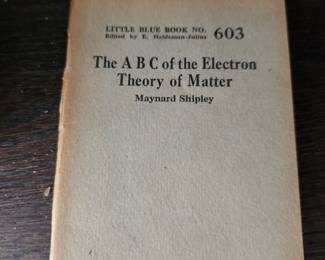 LITTLE BLUE BOOK NO. 603
Edited by E. Haldeman-Julius
The A B C of the Electron
Theory of Matter
Maynard Shipley